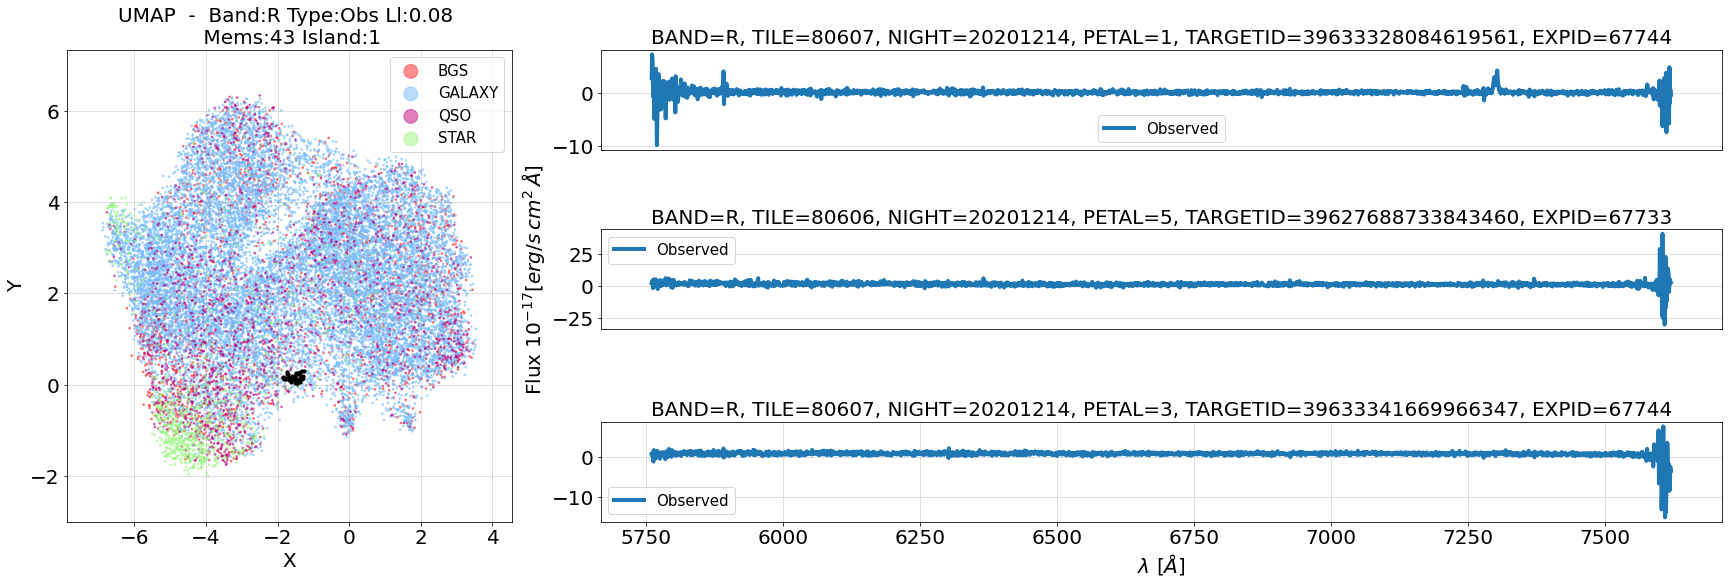 UMAP - Band:R Type:Obs Ll:0.08
Mems:43 Island:1
BGS
GALAXY
QSO
STAR
6
4
2
0
−2
Y
−6
−4
−2
0
2
4
X
Flux 10⁻¹⁷[erg/s cm² Å]
BAND=R, TILE=80607, NIGHT=20201214, PETAL=1, TARGETID=39633328084619561, EXPID=67744
0
−10
Observed
BAND=R, TILE=80606, NIGHT=20201214, PETAL=5, TARGETID=39627688733843460, EXPID=67733
25
0
−25
Observed
BAND=R, TILE=80607, NIGHT=20201214, PETAL=3, TARGETID=39633341669966347, EXPID=67744
0
−10
Observed
5750
6000
6250
6500
6750
7000
7250
7500
λ [Å]